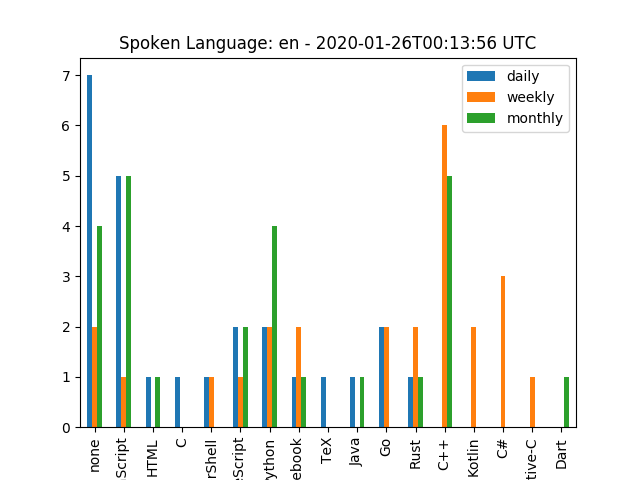 Spoken Language: en - 2020-01-26T00:13:56 UTC
daily
weekly
monthly
7
6
5
4
3
2
1
0
none
Script
HTML
C
rShell
eScript
ython
ebook
TeX
Java
Go
Rust
C++
Kotlin
C#
tive-C
Dart